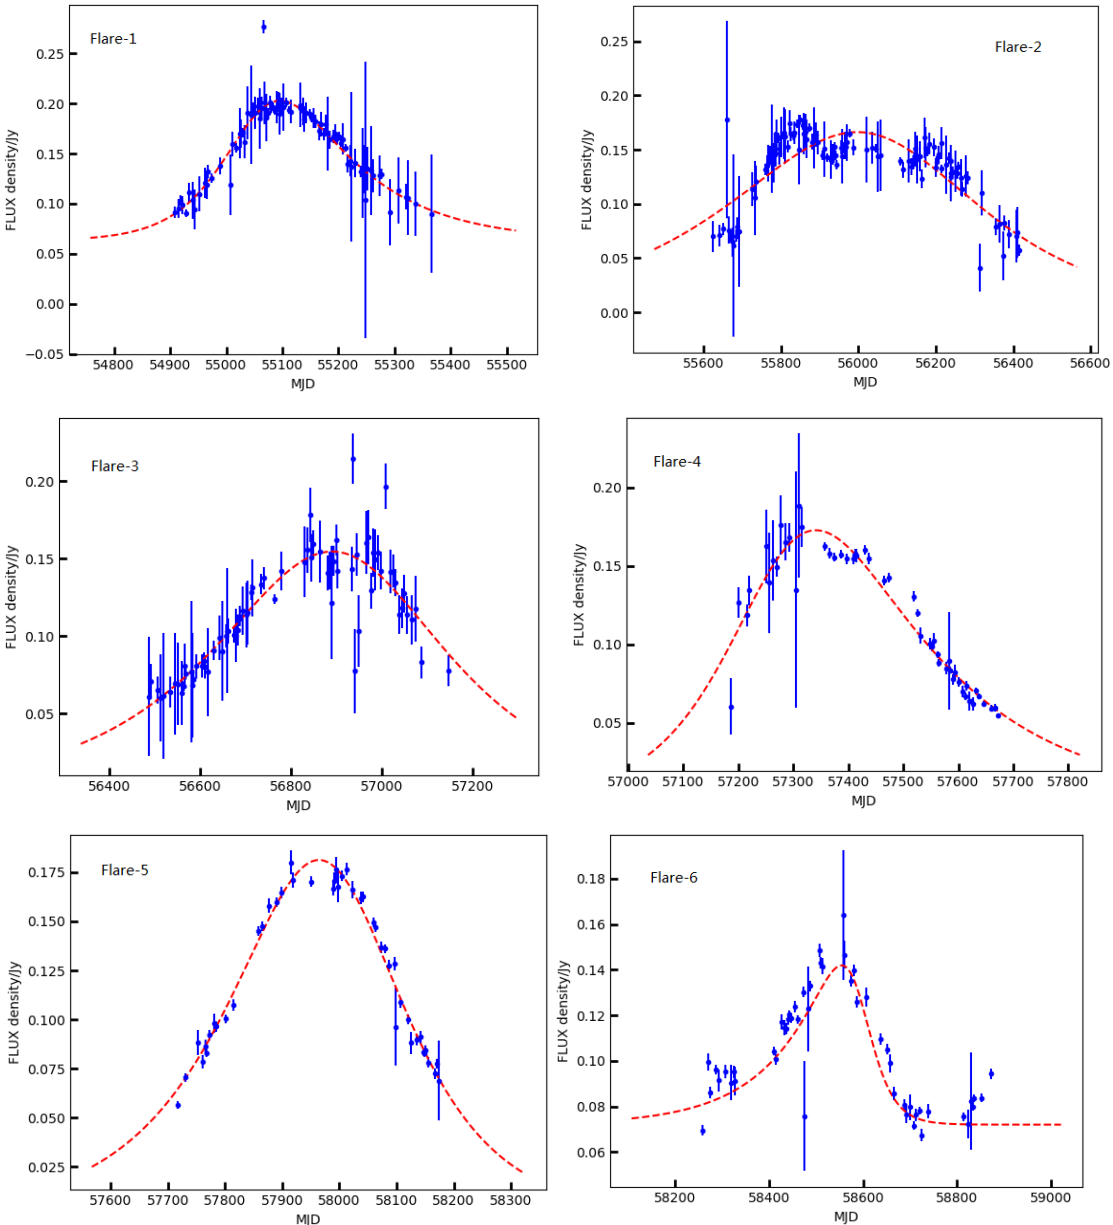 Flare-1
0.25
0.20
0.15
0.10
0.05
0.00
−0.05
FLUX density/Jy
54800 54900 55000 55100 55200 55300 55400 55500
MJD
Flare-2
0.25
0.20
0.15
0.10
0.05
0.00
FLUX density/Jy
55600 55800 56000 56200 56400 56600
MJD
Flare-3
0.20
0.15
0.10
0.05
FLUX density/Jy
56400 56600 56800 57000 57200
MJD
Flare-4
0.20
0.15
0.10
0.05
FLUX density/Jy
57000 57100 57200 57300 57400 57500 57600 57700 57800
MJD
Flare-5
0.175
0.150
0.125
0.100
0.075
0.050
0.025
FLUX density/Jy
57600 57700 57800 57900 58000 58100 58200 58300
MJD
Flare-6
0.18
0.16
0.14
0.12
0.10
0.08
0.06
FLUX density/Jy
58200 58400 58600 58800 59000
MJD